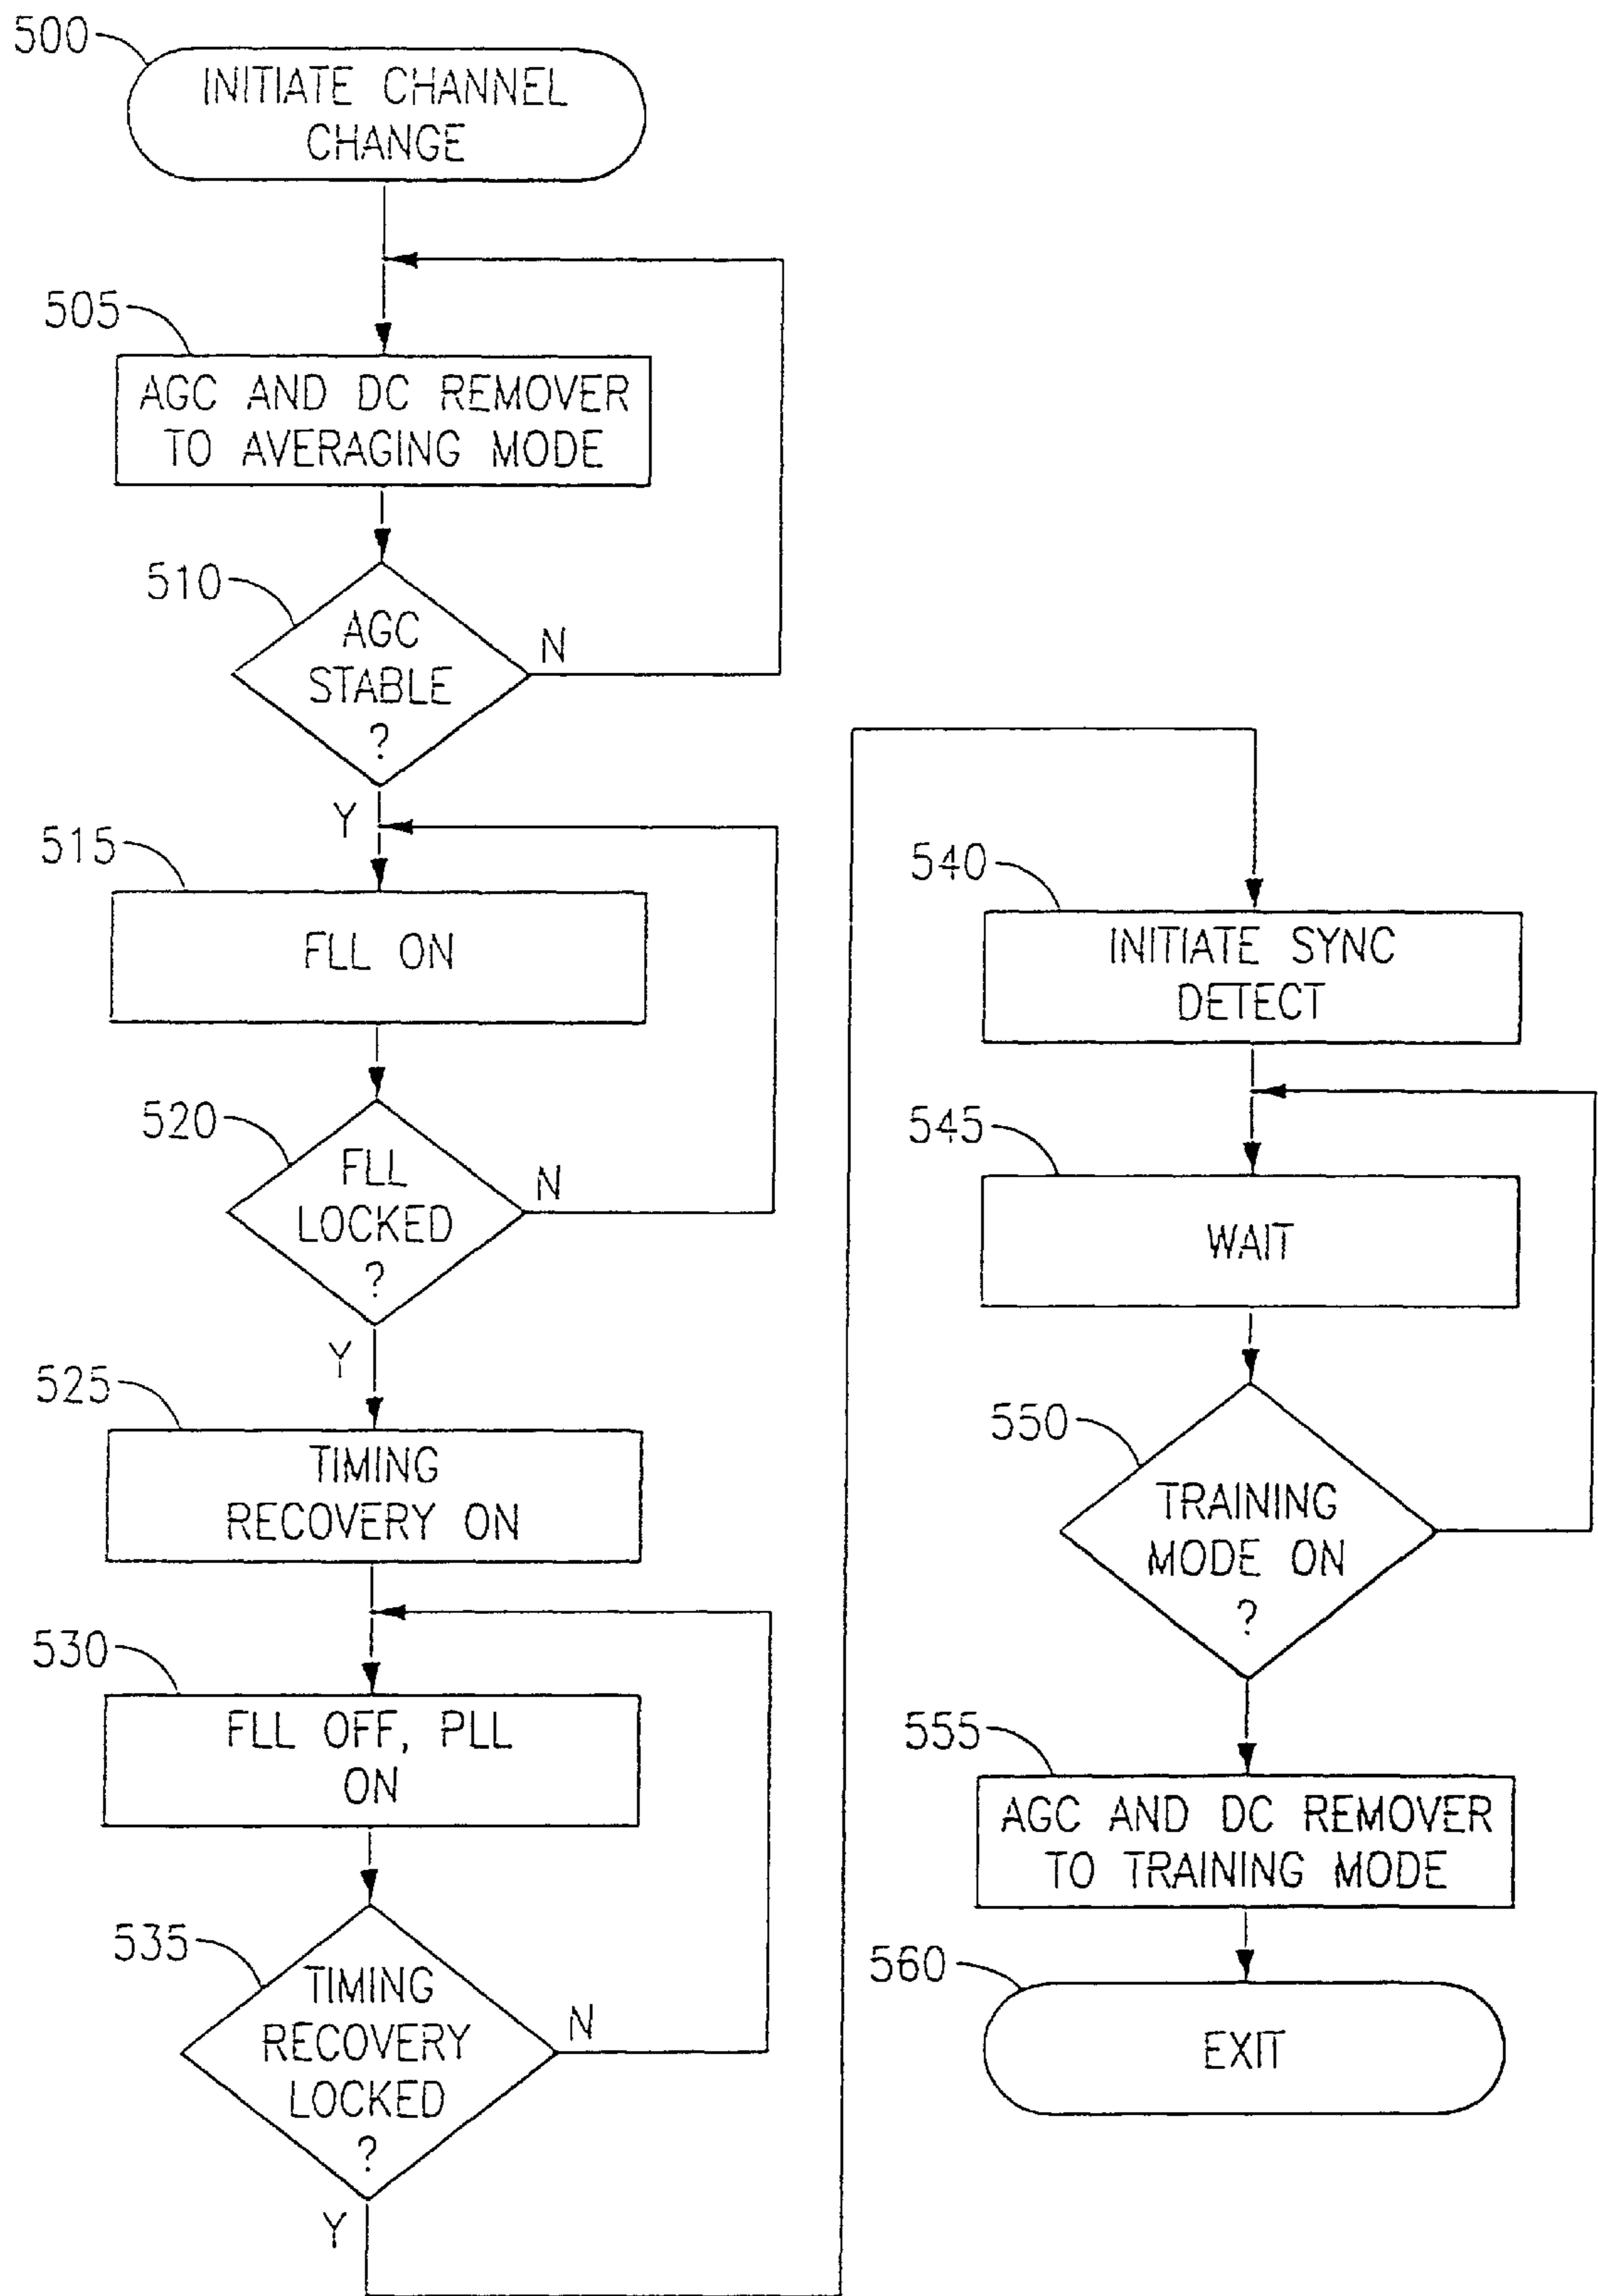 500
INITIATE CHANNEL
CHANGE
505
AGC AND DC REMOVER
TO AVERAGING MODE
510
AGC
STABLE
?
N
Y
515
FLL ON
520
FLL
LOCKED
?
N
Y
525
TIMING
RECOVERY ON
530
FLL OFF, PLL
ON
535
TIMING
RECOVERY
LOCKED
?
N
Y
540
INITIATE SYNC
DETECT
545
WAIT
550
TRAINING
MODE ON
?
555
AGC AND DC REMOVER
TO TRAINING MODE
560
EXIT